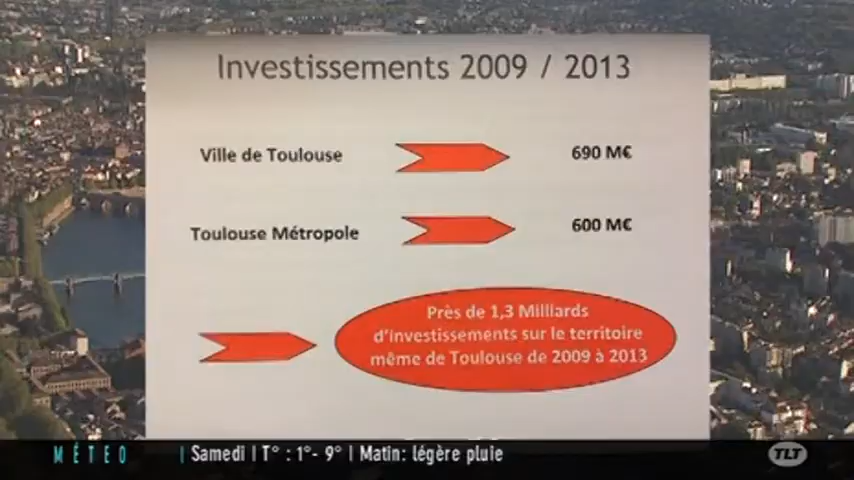 Investissements 2009 / 2013
Ville de Toulouse 690 M€
Toulouse Métropole 600 M€
Près de 1,3 Milliards
d'investissements sur le territoire
même de Toulouse de 2009 à 2013
MÉTÉO | Samedi | T° : 1°- 9° | Matin: légère pluie
TLT